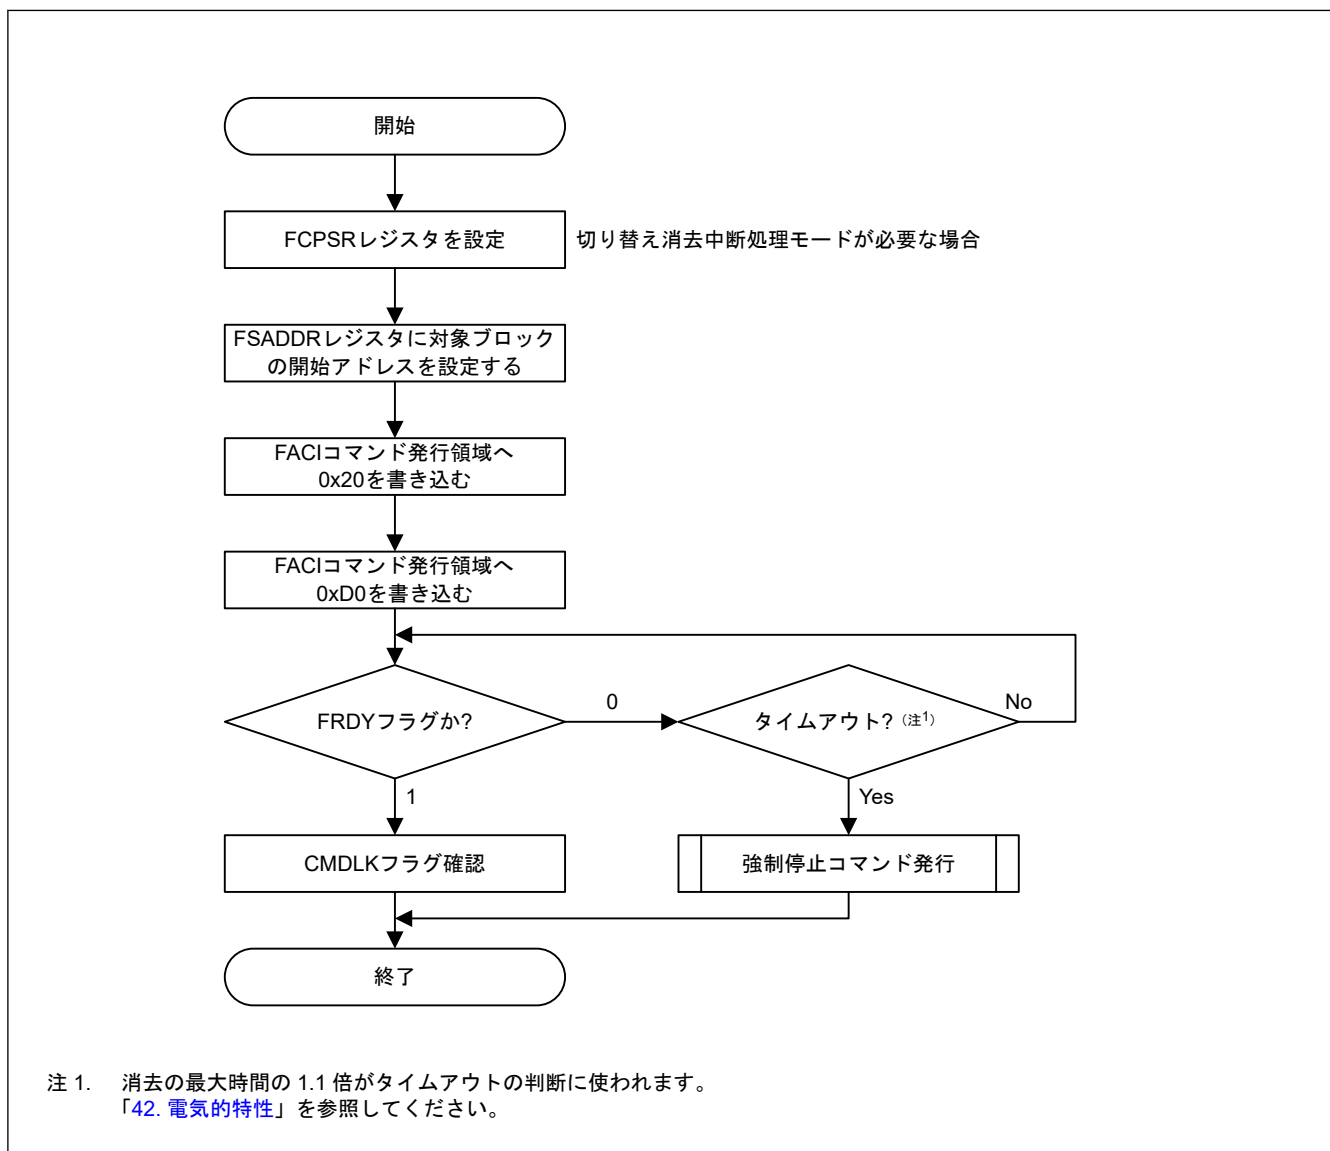 開始
FCPSRレジスタを設定
切り替え消去中断処理モードが必要な場合
FSADDRレジスタに対象ブロック
の開始アドレスを設定する
FACIコマンド発行領域へ
0x20を書き込む
FACIコマンド発行領域へ
0xD0を書き込む
FRDYフラグか?
0
タイムアウト?（注1）
No
1
Yes
CMDLKフラグ確認
強制停止コマンド発行
終了
注 1. 消去の最大時間の 1.1 倍がタイムアウトの判断に使われます。
「42. 電気的特性」を参照してください。